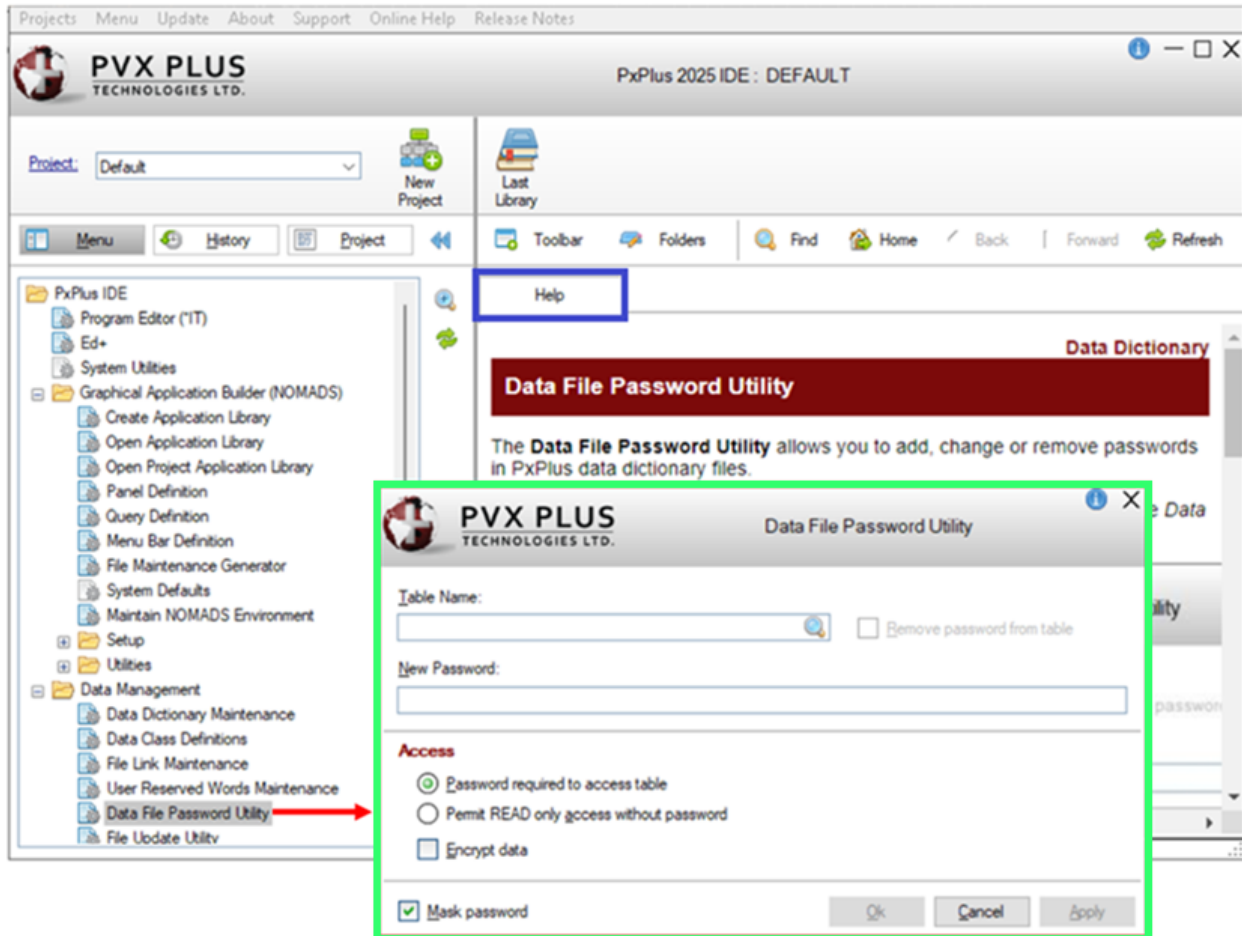 Projects Menu Update About Support Online Help Release Notes
PVX PLUS
TECHNOLOGIES LTD.
PxPlus 2025 IDE : DEFAULT
Project: Default
New
Project
Last
Library
Menu History Project
Toolbar Folders Find Home Back Forward Refresh
Help
PxPlus IDE
Program Editor (*IT)
Ed+
System Utilities
Graphical Application Builder (NOMADS)
Create Application Library
Open Application Library
Open Project Application Library
Panel Definition
Query Definition
Menu Bar Definition
File Maintenance Generator
System Defaults
Maintain NOMADS Environment
Setup
Utilities
Data Management
Data Dictionary Maintenance
Data Class Definitions
File Link Maintenance
User Reserved Words Maintenance
Data File Password Utility
File Update Utility
Data Dictionary
Data File Password Utility
The Data File Password Utility allows you to add, change or remove passwords
in PxPlus data dictionary files.
e Data
ility
password
PVX PLUS
TECHNOLOGIES LTD.
Data File Password Utility
Table Name:
Remove password from table
New Password:
Access
Password required to access table
Permit READ only access without password
Encrypt data
Mask password
Ok Cancel Apply